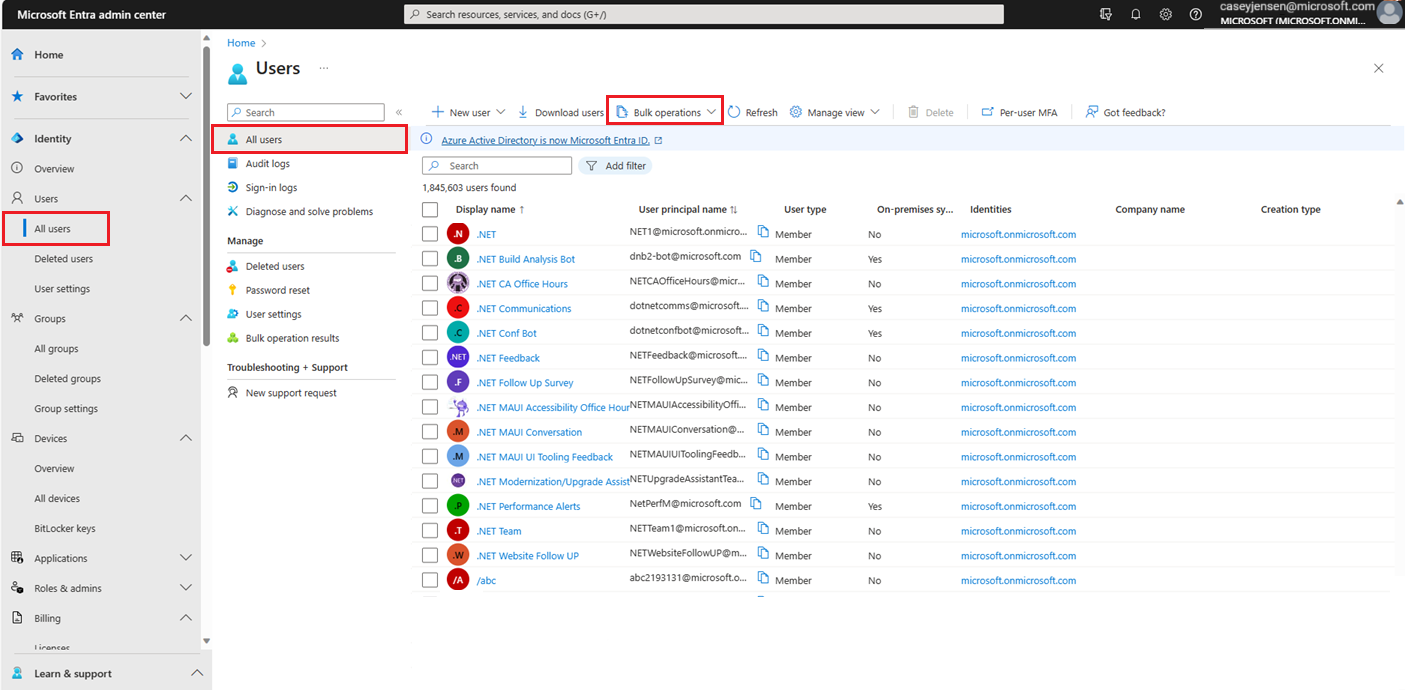 Microsoft Entra admin center
Search resources, services, and docs (G+/)
caseyjensen@microsoft.com
MICROSOFT (MICROSOFT.ONMI...
Home
Favorites
Identity
Overview
Users
All users
Deleted users
User settings
Groups
All groups
Deleted groups
Group settings
Devices
Overview
All devices
BitLocker keys
Applications
Roles & admins
Billing
Licenses
Learn & support
Home >
Users ...
Search «
All users
Audit logs
Sign-in logs
Diagnose and solve problems
Manage
Deleted users
Password reset
User settings
Bulk operation results
Troubleshooting + Support
New support request
New user Download users Bulk operations Refresh Manage view Delete Per-user MFA Got feedback?
Azure Active Directory is now Microsoft Entra ID.
Search Add filter
1,845,603 users found
Display name ↑ User principal name ↑↓ User type On-premises sy... Identities Company name Creation type
.N .NET NET1@microsoft.onmicro... Member No microsoft.onmicrosoft.com
.B .NET Build Analysis Bot dnb2-bot@microsoft.com Member Yes microsoft.onmicrosoft.com
.NET CA Office Hours NETCAOfficeHours@micr... Member No microsoft.onmicrosoft.com
.C .NET Communications dotnetcomms@microsoft.... Member Yes microsoft.onmicrosoft.com
.C .NET Conf Bot dotnetconfbot@microsoft... Member Yes microsoft.onmicrosoft.com
.NET .NET Feedback NETFeedback@microsoft.... Member No microsoft.onmicrosoft.com
.F .NET Follow Up Survey NETFollowUpSurvey@mic... Member No microsoft.onmicrosoft.com
.NET MAUI Accessibility Office Hour NETMAUIAccessibilityOffi... Member No microsoft.onmicrosoft.com
.M .NET MAUI Conversation NETMAUIConversation@... Member No microsoft.onmicrosoft.com
.M .NET MAUI UI Tooling Feedback NETMAUIUIToolingFeedb... Member No microsoft.onmicrosoft.com
NET .NET Modernization/Upgrade Assist NETUpgradeAssistantTea... Member No microsoft.onmicrosoft.com
.P .NET Performance Alerts NetPerfM@microsoft.com Member Yes microsoft.onmicrosoft.com
.T .NET Team NETTeam1@microsoft.on... Member No microsoft.onmicrosoft.com
.W .NET Website Follow UP NETWebsiteFollowUP@m... Member No microsoft.onmicrosoft.com
/A /abc abc2193131@microsoft.o... Member No microsoft.onmicrosoft.com